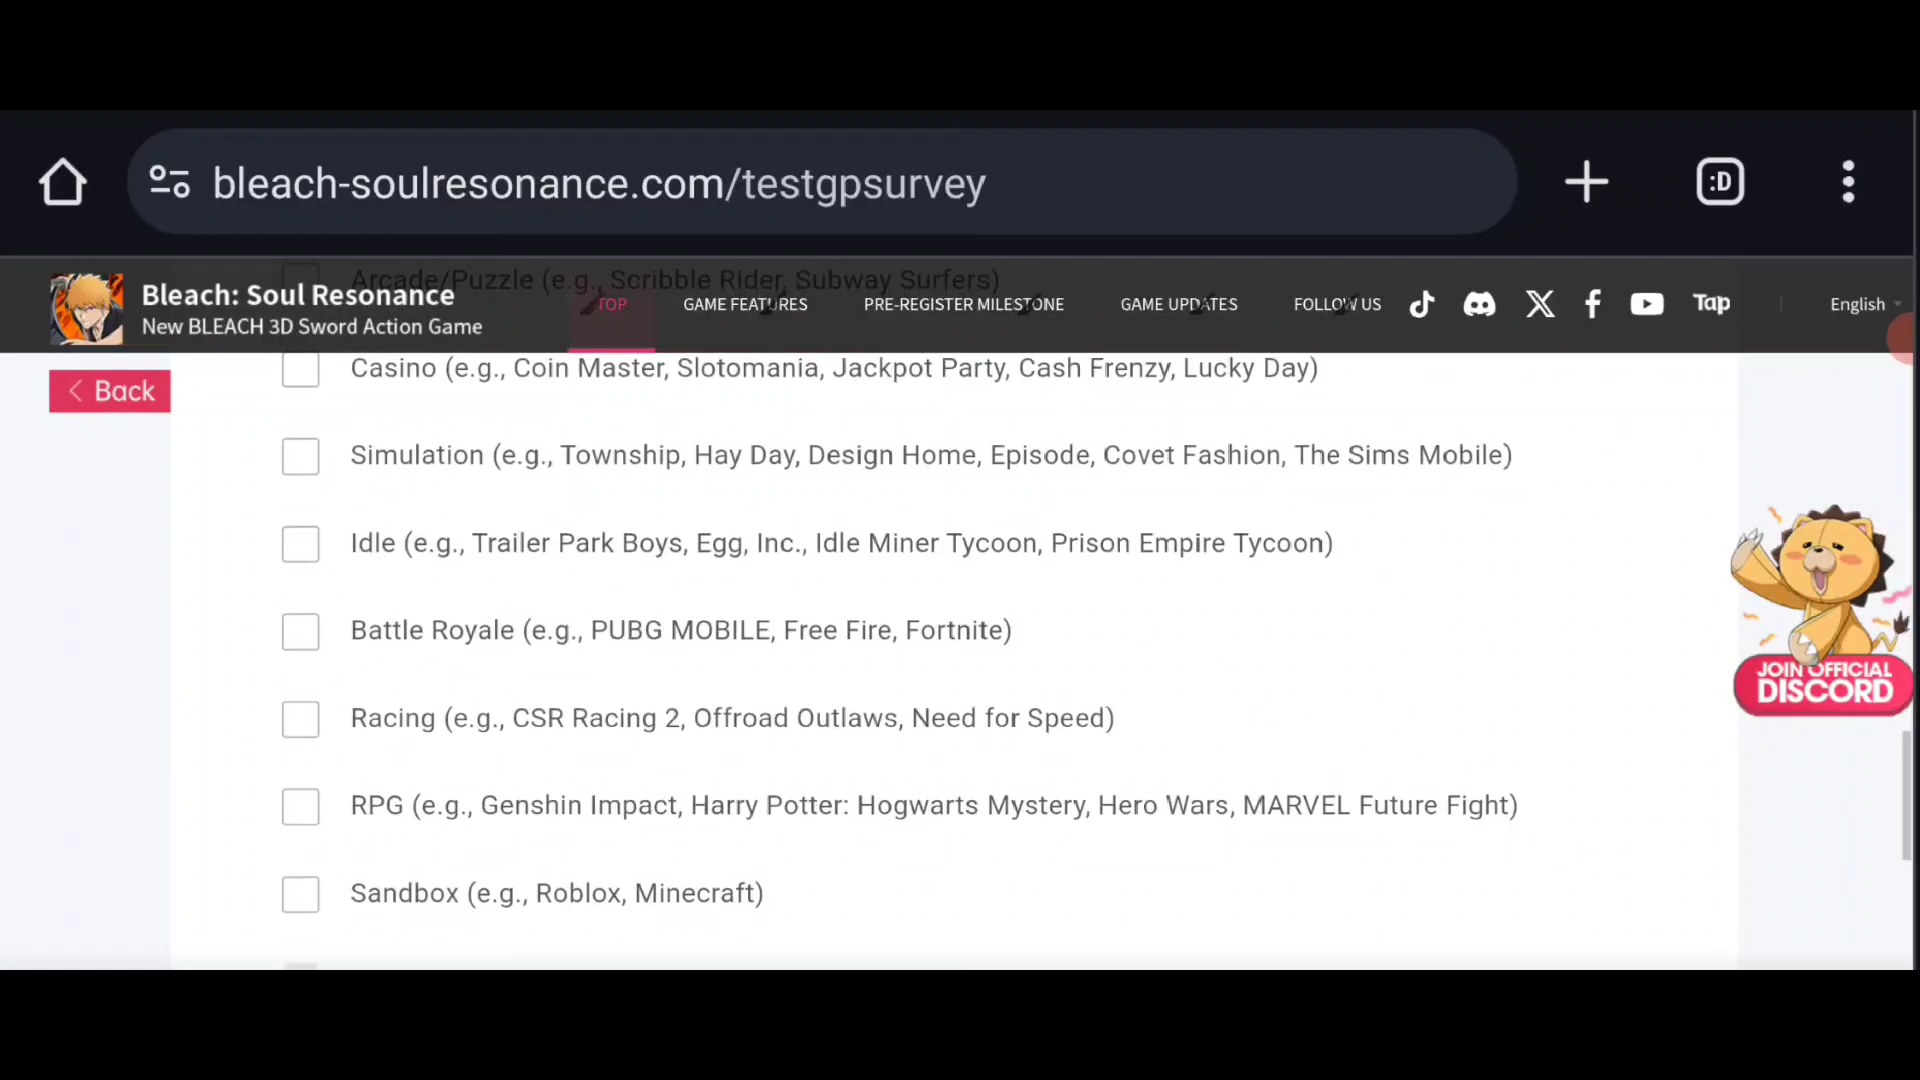 bleach-soulresonance.com/testgpsurvey
:D
Arcade/Puzzle (e.g., Scribble Rider, Subway Surfers)
Bleach: Soul Resonance
New BLEACH 3D Sword Action Game
TOP
GAME FEATURES
PRE-REGISTER MILESTONE
GAME UPDATES
FOLLOW US
Tap
English
Back
Casino (e.g., Coin Master, Slotomania, Jackpot Party, Cash Frenzy, Lucky Day)
Simulation (e.g., Township, Hay Day, Design Home, Episode, Covet Fashion, The Sims Mobile)
Idle (e.g., Trailer Park Boys, Egg, Inc., Idle Miner Tycoon, Prison Empire Tycoon)
Battle Royale (e.g., PUBG MOBILE, Free Fire, Fortnite)
JOIN OFFICIAL
DISCORD
Racing (e.g., CSR Racing 2, Offroad Outlaws, Need for Speed)
RPG (e.g., Genshin Impact, Harry Potter: Hogwarts Mystery, Hero Wars, MARVEL Future Fight)
Sandbox (e.g., Roblox, Minecraft)